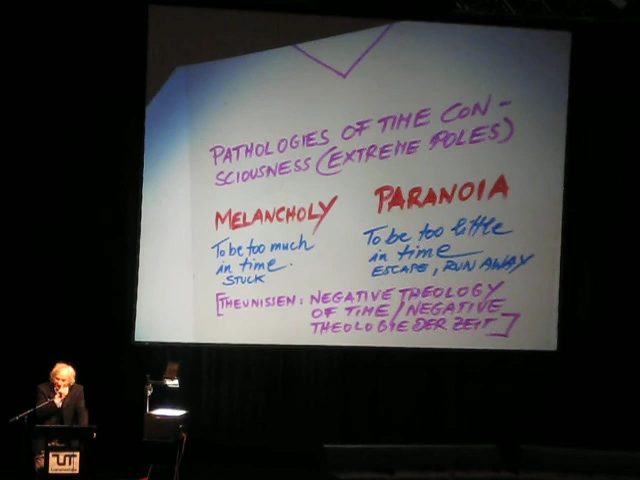 PATHOLOGIES OF TIME CON-
SCIOUSNESS (EXTREME POLES)
MELANCHOLY PARANOIA
To be too much To be too little
in time. in time
STUCK ESCAPE, RUN AWAY
[THEUNISSEN: NEGATIVE THEOLOGY
OF TIME / NEGATIVE
THEOLOGIE DER ZEIT]